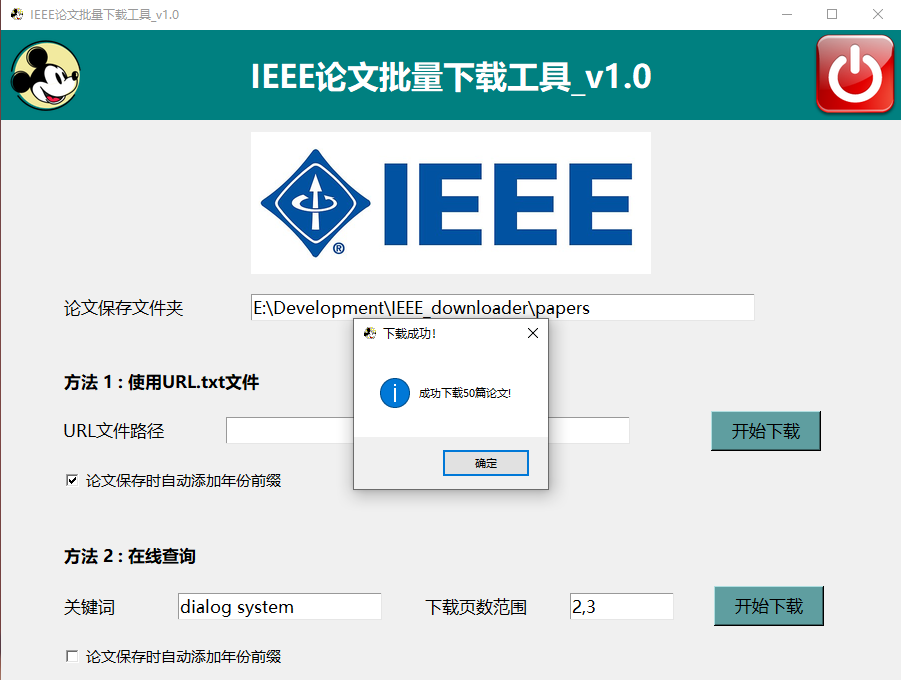 IEEE论文批量下载工具_v1.0
IEEE论文批量下载工具_v1.0
IEEE
®
论文保存文件夹
E:\Development\IEEE_downloader\papers
下载成功!
成功下载50篇论文!
确定
方法 1 : 使用URL.txt文件
URL文件路径
开始下载
论文保存时自动添加年份前缀
方法 2 : 在线查询
关键词
dialog system
下载页数范围
2,3
开始下载
论文保存时自动添加年份前缀